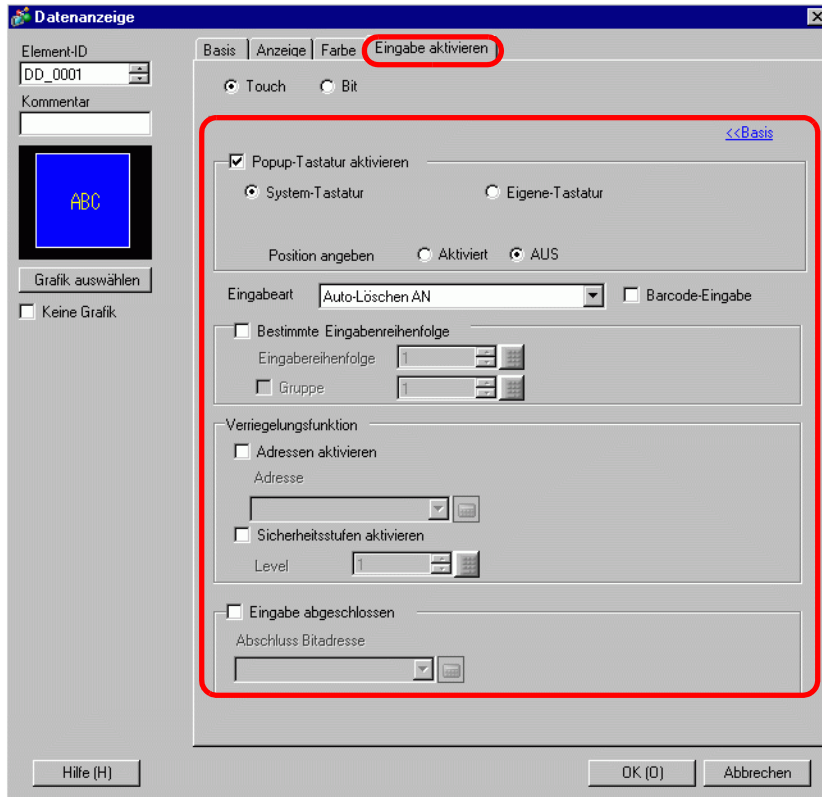 Datenanzeige
Element-ID
DD_0001
Kommentar
ABC
Grafik auswählen
Keine Grafik
Basis Anzeige Farbe Eingabe aktivieren
Touch Bit
<<Basis
Popup-Tastatur aktivieren
System-Tastatur Eigene-Tastatur
Position angeben Aktiviert AUS
Eingabeart Auto-Löschen AN Barcode-Eingabe
Bestimmte Eingabenreihenfolge
Eingabereihenfolge 1
Gruppe 1
Verriegelungsfunktion
Adressen aktivieren
Adresse
Sicherheitsstufen aktivieren
Level 1
Eingabe abgeschlossen
Abschluss Bitadresse
Hilfe (H) OK (O) Abbrechen